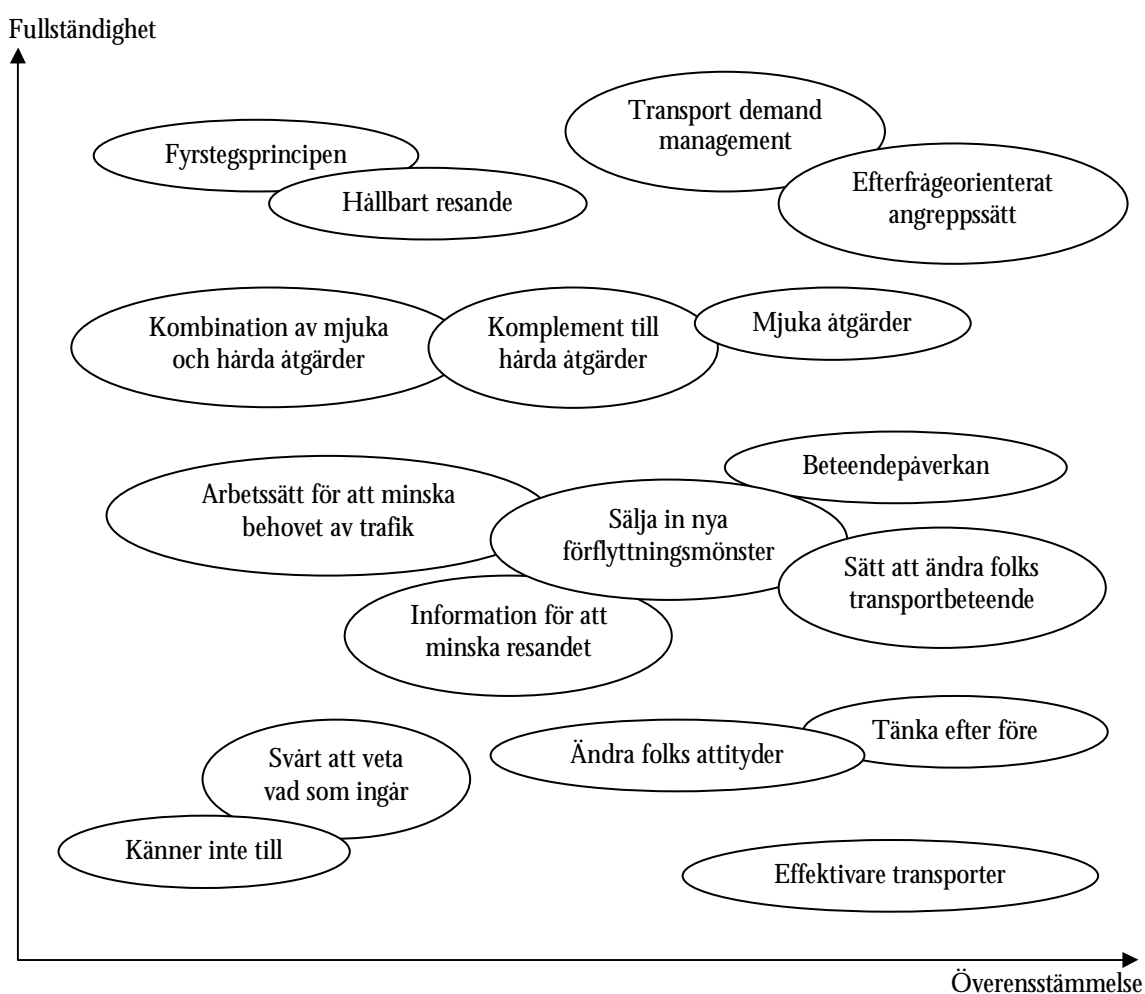 Fullständighet
Transport demand
management
Fyrstegsprincipen
Hållbart resande
Efterfrågeorienterat
angreppssätt
Kombination av mjuka
och hårda åtgärder
Komplement till
hårda åtgärder
Mjuka åtgärder
Beteendepåverkan
Arbetssätt för att minska
behovet av trafik
Sälja in nya
förflyttningsmönster
Sätt att ändra folks
transportbeteende
Information för att
minska resandet
Tänka efter före
Ändra folks attityder
Svårt att veta
vad som ingår
Känner inte till
Effektivare transporter
Överensstämmelse